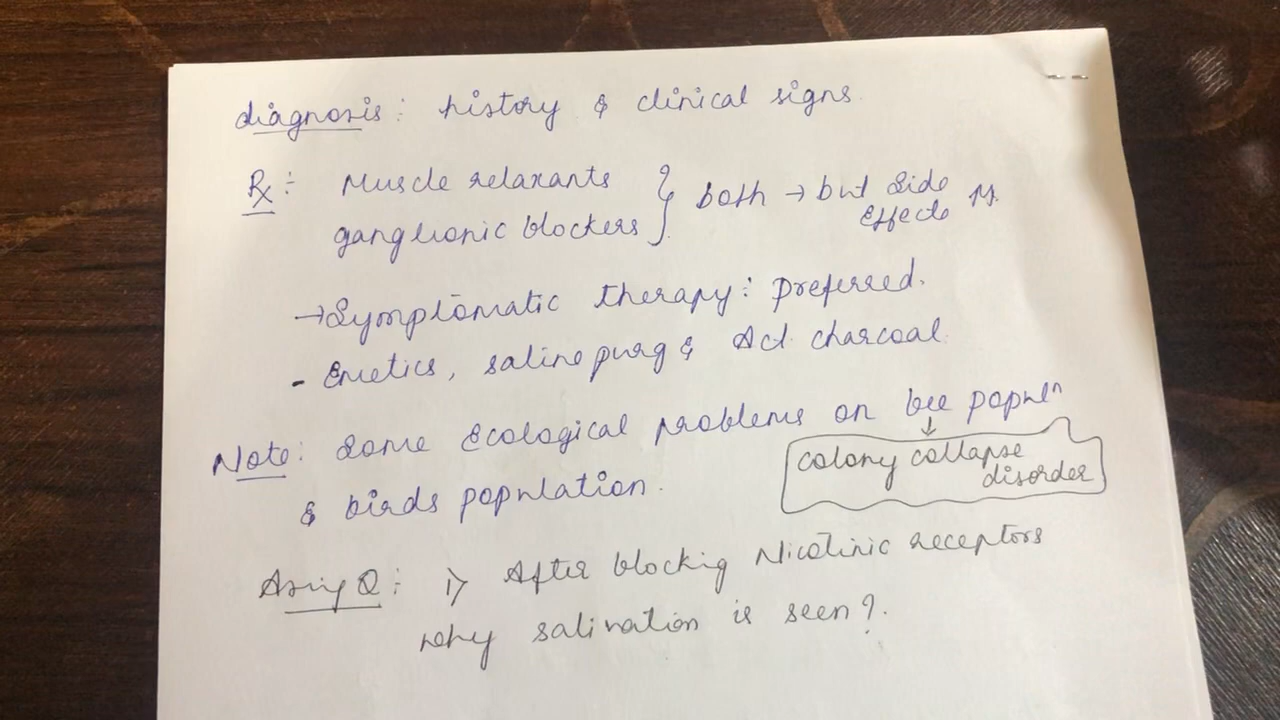 diagnosis: history & clinical signs.
Rx: Muscle relaxants
ganglionic blockers } both → but side Effects ↑↑.
→ Symptomatic therapy: preferred.
- Emetics, saline purg & Act. charcoal.
Note: Some Ecological problems on bee populn
↓
colony collapse disorder
& birds population.
Q: 1) After blocking Nicotinic receptors
why salivation is seen?